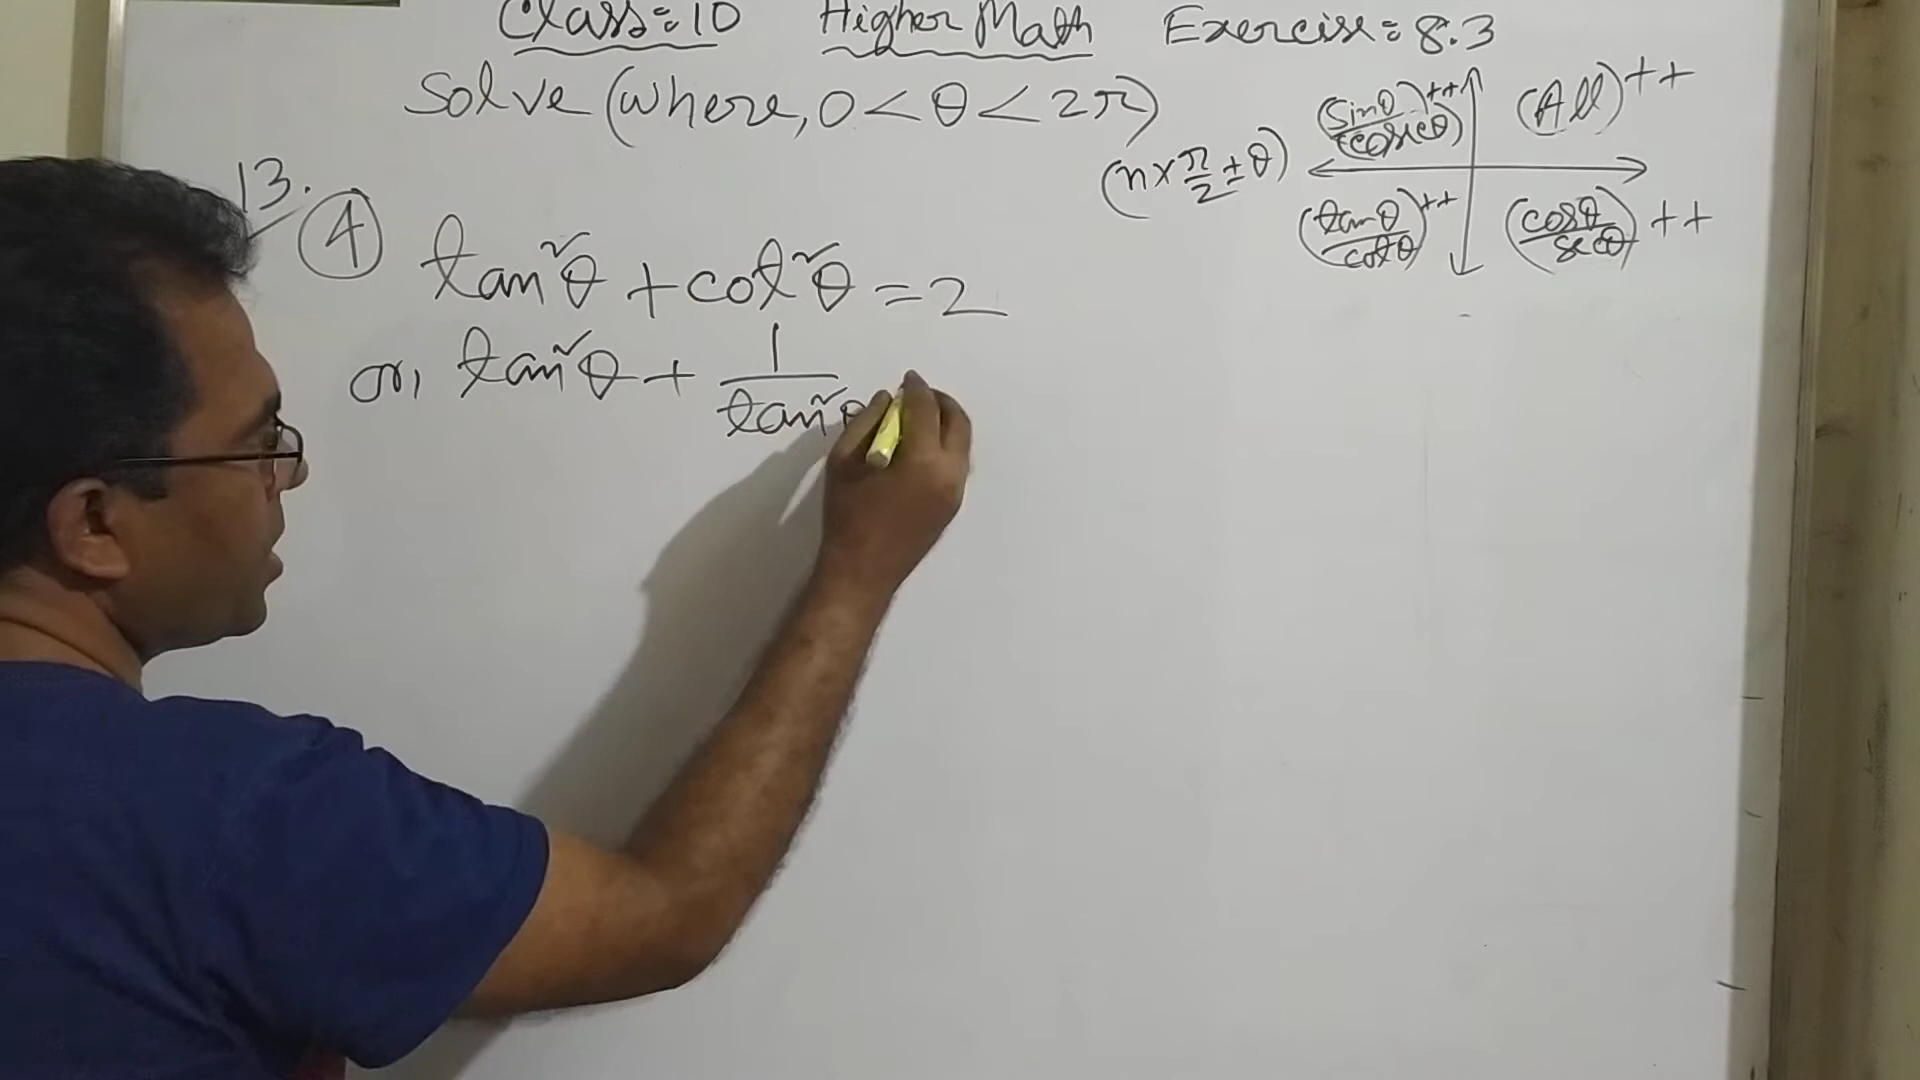 Class=10 Higher Math Exercise=8.3
Solve (where, 0<θ<2π)
(n×π/2±θ)
(sinθ/cosecθ)++ (All)++
(tanθ/cotθ)++ (cosθ/secθ)++
13. (4) tan²θ+cot²θ=2
or, tan²θ+1/tan²θ